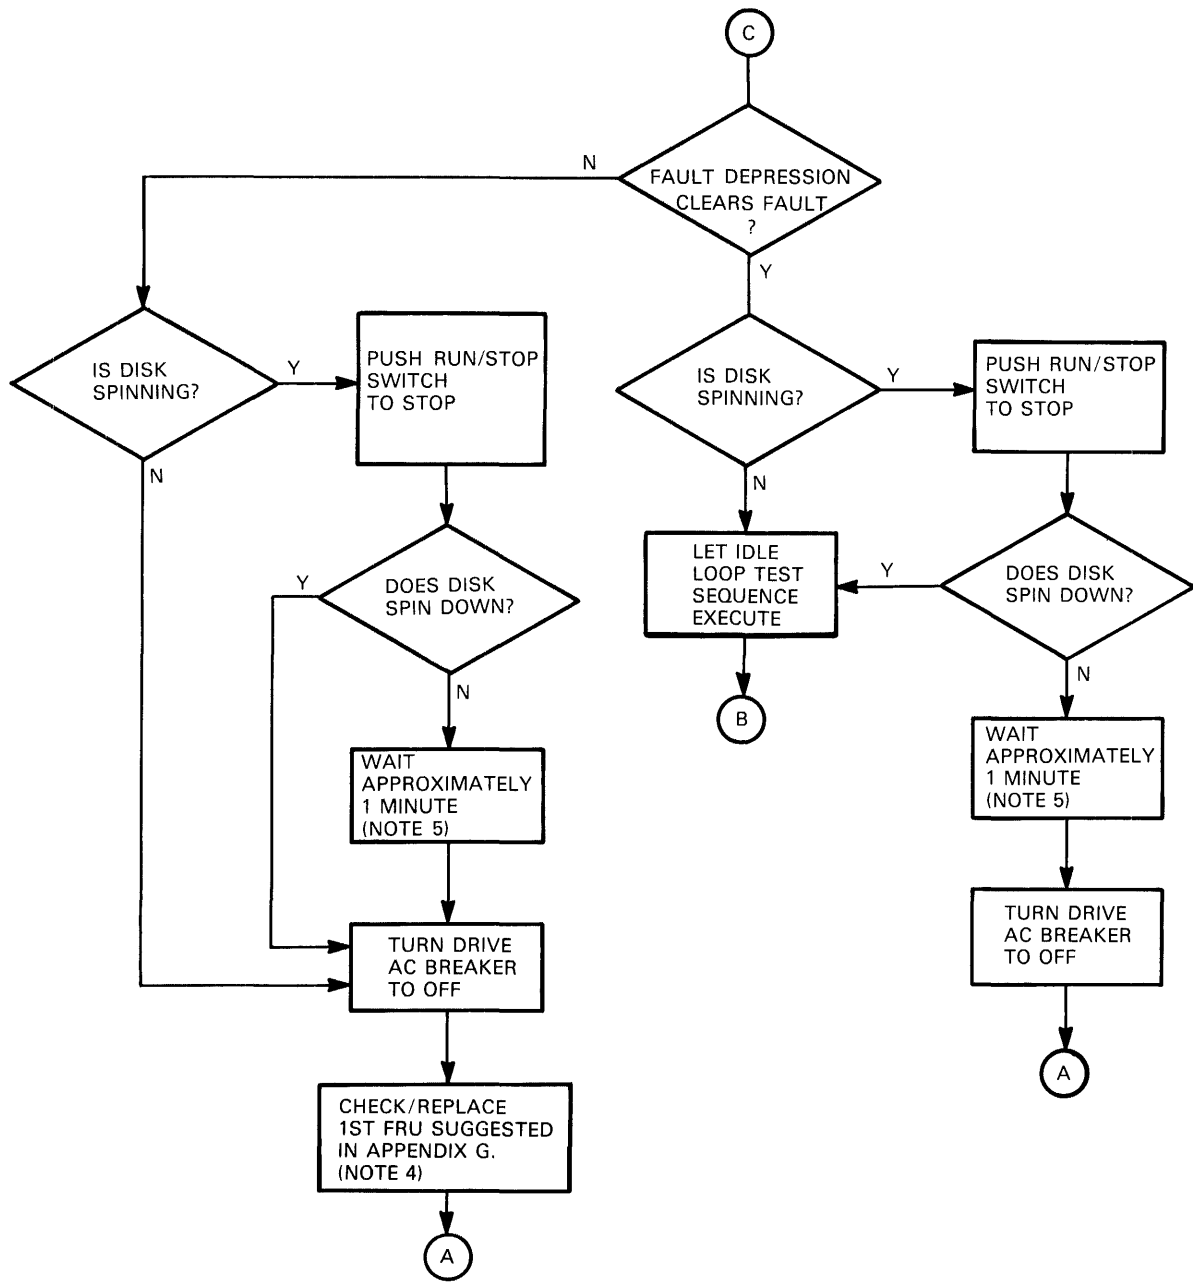 C
N
FAULT DEPRESSION
CLEARS FAULT
?
Y
IS DISK
SPINNING?
Y
N
PUSH RUN/STOP
SWITCH
TO STOP
DOES DISK
SPIN DOWN?
Y
N
WAIT
APPROXIMATELY
1 MINUTE
(NOTE 5)
TURN DRIVE
AC BREAKER
TO OFF
CHECK/REPLACE
1ST FRU SUGGESTED
IN APPENDIX G.
(NOTE 4)
A
IS DISK
SPINNING?
Y
N
LET IDLE
LOOP TEST
SEQUENCE
EXECUTE
B
PUSH RUN/STOP
SWITCH
TO STOP
DOES DISK
SPIN DOWN?
Y
N
WAIT
APPROXIMATELY
1 MINUTE
(NOTE 5)
TURN DRIVE
AC BREAKER
TO OFF
A